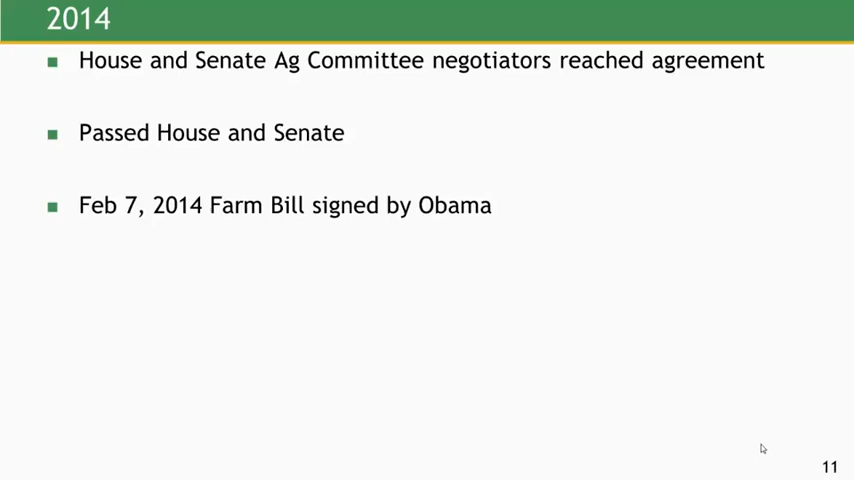 2014
House and Senate Ag Committee negotiators reached agreement
Passed House and Senate
Feb 7, 2014 Farm Bill signed by Obama
11